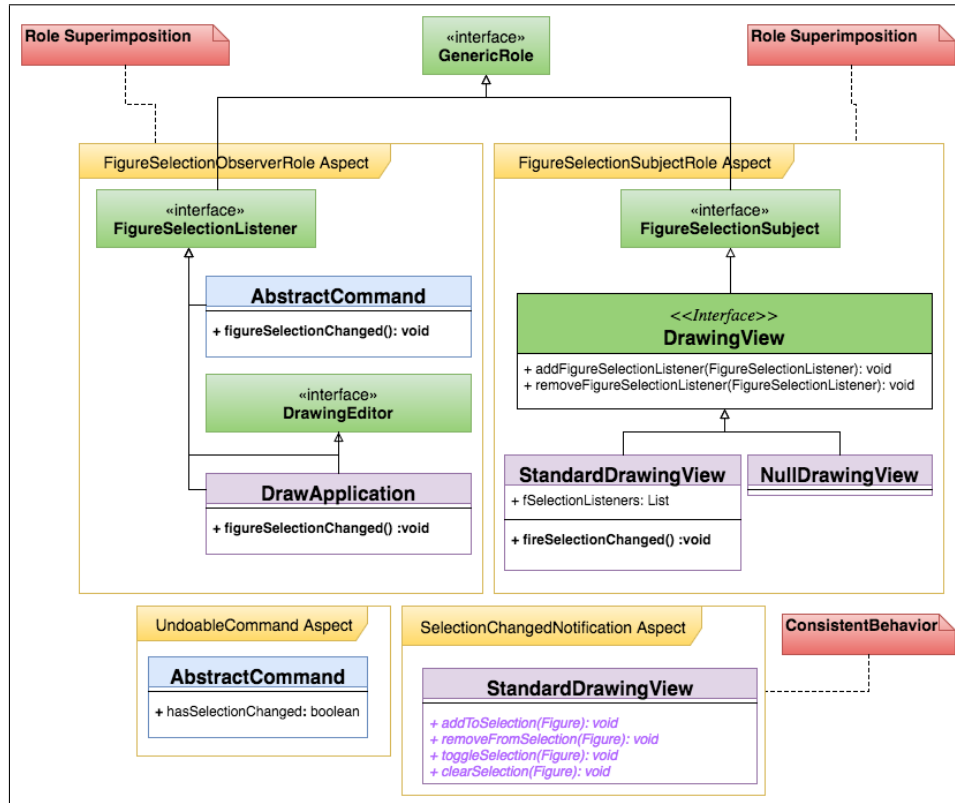 Role Superimposition
«interface»
GenericRole
Role Superimposition
FigureSelectionObserverRole Aspect
«interface»
FigureSelectionListener
AbstractCommand
+ figureSelectionChanged(): void
«interface»
DrawingEditor
DrawApplication
+ figureSelectionChanged() :void
FigureSelectionSubjectRole Aspect
«interface»
FigureSelectionSubject
<<Interface>>
DrawingView
+ addFigureSelectionListener(FigureSelectionListener): void
+ removeFigureSelectionListener(FigureSelectionListener): void
StandardDrawingView
+ fSelectionListeners: List
+ fireSelectionChanged() :void
NullDrawingView
UndoableCommand Aspect
AbstractCommand
+ hasSelectionChanged: boolean
SelectionChangedNotification Aspect
StandardDrawingView
+ addToSelection(Figure): void
+ removeFromSelection(Figure): void
+ toggleSelection(Figure): void
+ clearSelection(Figure): void
ConsistentBehavior